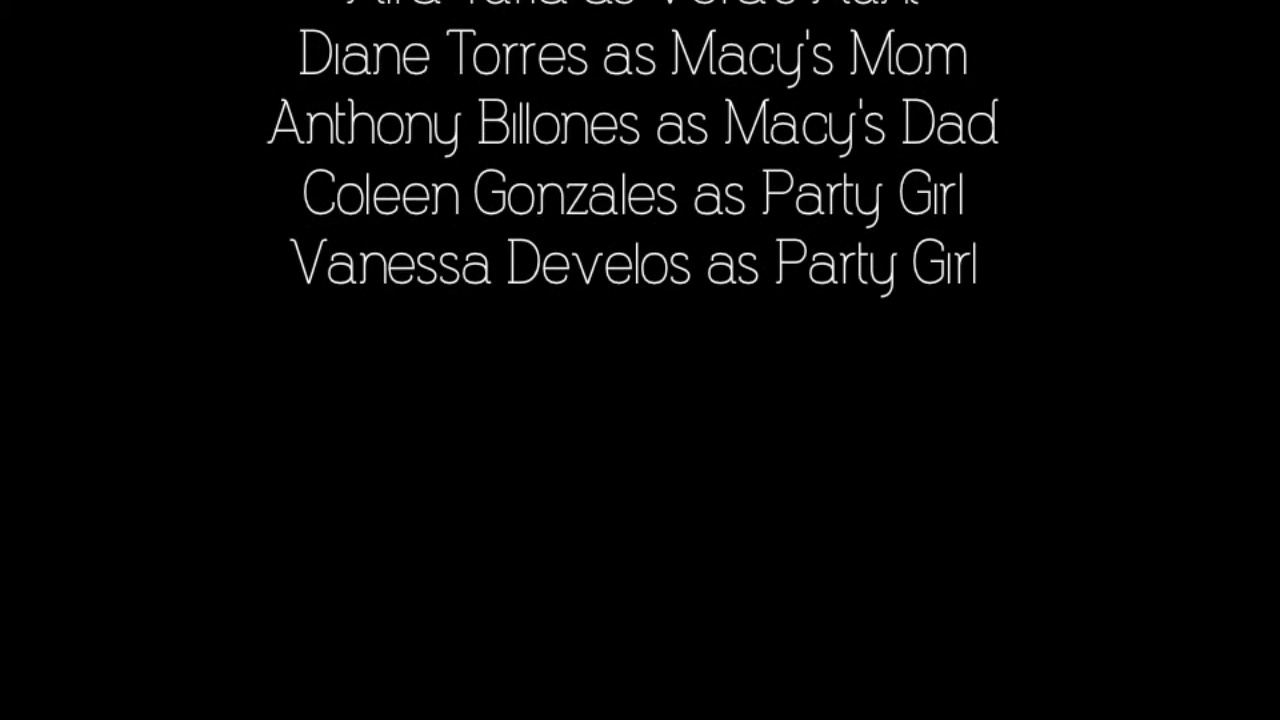 as
Diane Torres as Macy's Mom
Anthony Billones as Macy's Dad
Coleen Gonzales as Party Girl
Vanessa Develos as Party Girl